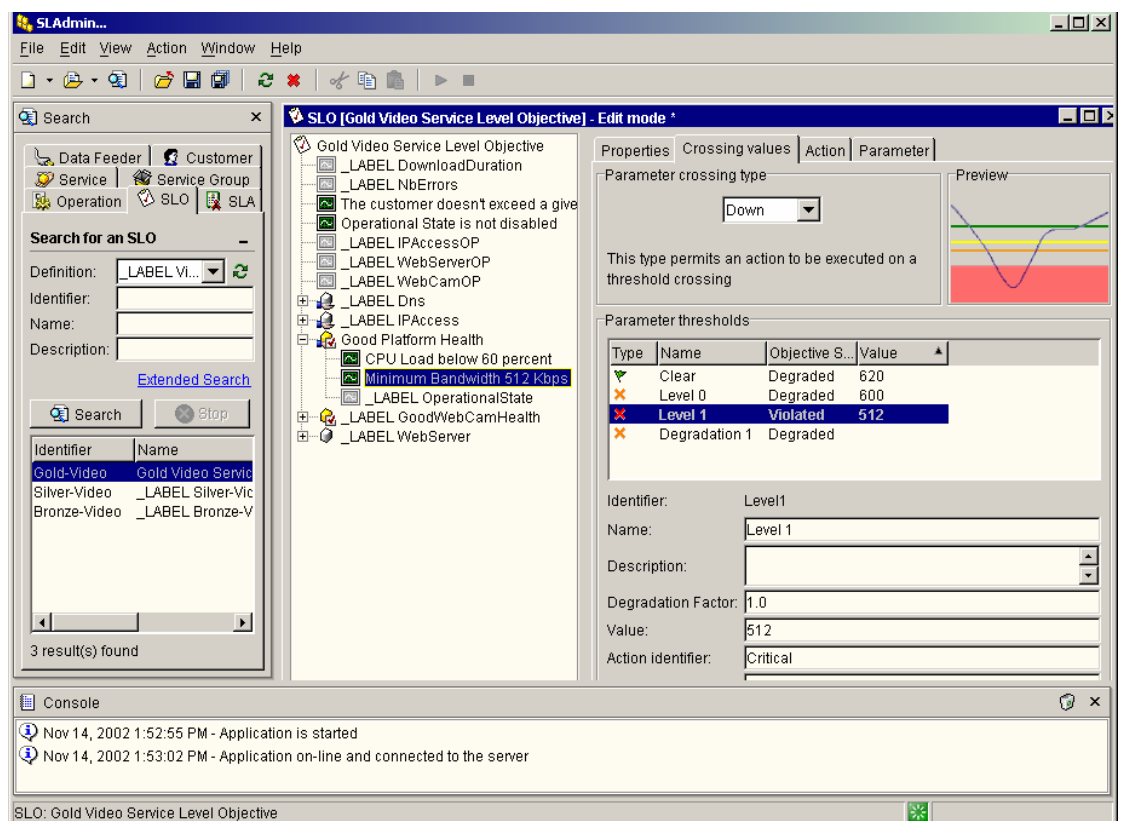 SLAdmin...
File Edit View Action Window Help
Search
Data Feeder Customer
Service Service Group
Operation SLO SLA
Search for an SLO
Definition: _LABEL Vi...
Identifier:
Name:
Description:
Extended Search
Search Stop
Identifier Name
Gold-Video Gold Video Servic
Silver-Video _LABEL Silver-Vic
Bronze-Video _LABEL Bronze-V
3 result(s) found
SLO [Gold Video Service Level Objective] - Edit mode *
Gold Video Service Level Objective
_LABEL DownloadDuration
_LABEL NbErrors
The customer doesn't exceed a give
Operational State is not disabled
_LABEL IPAccessOP
_LABEL WebServerOP
_LABEL WebCamOP
_LABEL Dns
_LABEL IPAccess
Good Platform Health
CPU Load below 60 percent
Minimum Bandwidth 512 Kbps
_LABEL OperationalState
_LABEL GoodWebCamHealth
_LABEL WebServer
Properties Crossing values Action Parameter
Parameter crossing type
Down
This type permits an action to be executed on a
threshold crossing
Preview
Parameter thresholds
Type Name Objective S... Value
Clear Degraded 620
Level 0 Degraded 600
Level 1 Violated 512
Degradation 1 Degraded
Identifier: Level1
Name: Level 1
Description:
Degradation Factor: 1.0
Value: 512
Action identifier: Critical
Console
Nov 14, 2002 1:52:55 PM - Application is started
Nov 14, 2002 1:53:02 PM - Application on-line and connected to the server
SLO: Gold Video Service Level Objective